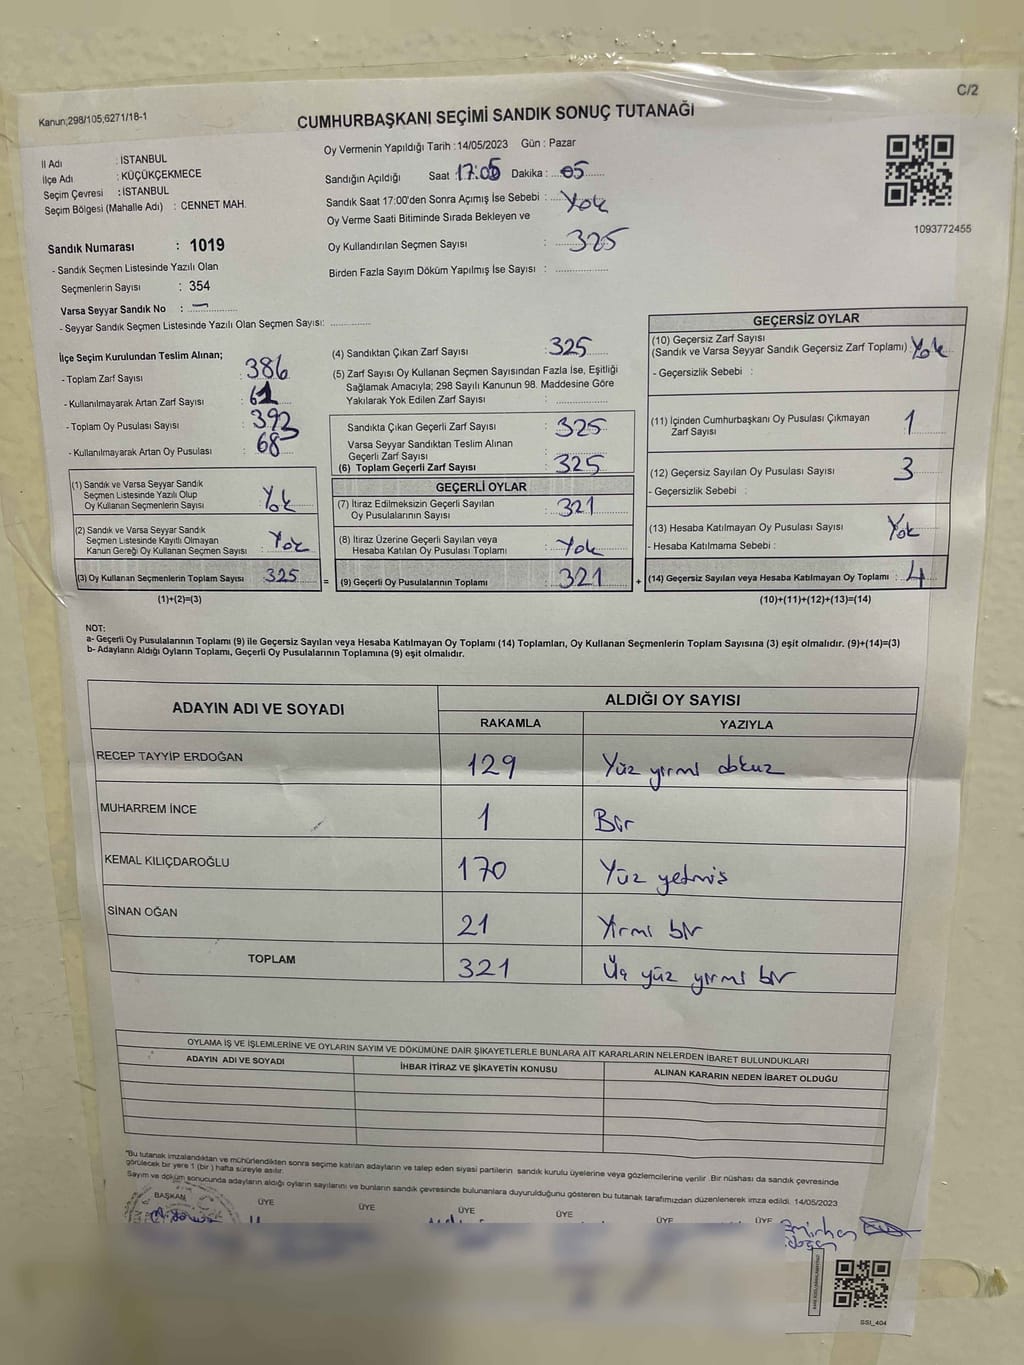 C/2
Kanun,298/105,6271/18-1
CUMHURBAŞKANI SEÇİMİ SANDIK SONUÇ TUTANAĞI
İl Adı : İSTANBUL
İlçe Adı : KÜÇÜKÇEKMECE
Seçim Çevresi : İSTANBUL
Seçim Bölgesi (Mahalle Adı) : CENNET MAH.
Oy Vermenin Yapıldığı Tarih :14/05/2023 Gün : Pazar
Sandığın Açıldığı Saat :17:05 Dakika : 05
Sandık Saat 17:00'den Sonra Açımış İse Sebebi : Yok
Oy Verme Saati Bitiminde Sırada Bekleyen ve
Oy Kullandırılan Seçmen Sayısı : 325
Birden Fazla Sayım Döküm Yapılmış İse Sayısı :
1093772455
Sandık Numarası : 1019
- Sandık Seçmen Listesinde Yazılı Olan
Seçmenlerin Sayısı : 354
Varsa Seyyar Sandık No : —
- Seyyar Sandık Seçmen Listesinde Yazılı Olan Seçmen Sayısı:
İlçe Seçim Kurulundan Teslim Alınan;
- Toplam Zarf Sayısı : 386
- Kullanılmayarak Artan Zarf Sayısı : 61
- Toplam Oy Pusulası Sayısı : 393
- Kullanılmayarak Artan Oy Pusulası : 68
(1) Sandık ve Varsa Seyyar Sandık
Seçmen Listesinde Yazılı Olup
Oy Kullanan Seçmenlerin Sayısı : Yok
(2) Sandık ve Varsa Seyyar Sandık
Seçmen Listesinde Kayıtlı Olmayan
Kanun Gereği Oy Kullanan Seçmen Sayısı : Yok
(3) Oy Kullanan Seçmenlerin Toplam Sayısı : 325 =
(1)+(2)=(3)
(4) Sandıktan Çıkan Zarf Sayısı : 325
(5) Zarf Sayısı Oy Kullanan Seçmen Sayısından Fazla İse, Eşitliği
Sağlamak Amacıyla; 298 Sayılı Kanunun 98. Maddesine Göre
Yakılarak Yok Edilen Zarf Sayısı :
Sandıkta Çıkan Geçerli Zarf Sayısı : 325
Varsa Seyyar Sandıktan Teslim Alınan
Geçerli Zarf Sayısı :
(6) Toplam Geçerli Zarf Sayısı : 325
GEÇERLİ OYLAR
(7) İtiraz Edilmeksizin Geçerli Sayılan
Oy Pusulalarının Sayısı : 321
(8) İtiraz Üzerine Geçerli Sayılan veya
Hesaba Katılan Oy Pusulası Toplamı : Yok
(9) Geçerli Oy Pusulalarının Toplamı : 321 +
GEÇERSİZ OYLAR
(10) Geçersiz Zarf Sayısı
(Sandık ve Varsa Seyyar Sandık Geçersiz Zarf Toplamı) : Yok
- Geçersizlik Sebebi :
(11) İçinden Cumhurbaşkanı Oy Pusulası Çıkmayan
Zarf Sayısı : 1
(12) Geçersiz Sayılan Oy Pusulası Sayısı : 3
- Geçersizlik Sebebi :
(13) Hesaba Katılmayan Oy Pusulası Sayısı : Yok
- Hesaba Katılmama Sebebi :
(14) Geçersiz Sayılan veya Hesaba Katılmayan Oy Toplamı : 4
(10)+(11)+(12)+(13)=(14)
NOT:
a- Geçerli Oy Pusulalarının Toplamı (9) ile Geçersiz Sayılan veya Hesaba Katılmayan Oy Toplamı (14) Toplamları, Oy Kullanan Seçmenlerin Toplam Sayısına (3) eşit olmalıdır. (9)+(14)=(3)
b- Adayların Aldığı Oyların Toplamı, Geçerli Oy Pusulalarının Toplamına (9) eşit olmalıdır.
ADAYIN ADI VE SOYADI ALDIĞI OY SAYISI
RAKAMLA YAZIYLA
RECEP TAYYİP ERDOĞAN 129 Yüz yirmi dokuz
MUHARREM İNCE 1 Bir
KEMAL KILIÇDAROĞLU 170 Yüz yetmiş
SİNAN OĞAN 21 Yirmi bir
TOPLAM 321 Üç yüz yirmi bir
OYLAMA İŞ VE İŞLEMLERİNE VE OYLARIN SAYIM VE DÖKÜMÜNE DAİR ŞİKAYETLERLE BUNLARA AİT KARARLARIN NELERDEN İBARET BULUNDUKLARI
ADAYIN ADI VE SOYADI İHBAR İTİRAZ VE ŞİKAYETİN KONUSU ALINAN KARARIN NEDEN İBARET OLDUĞU
"Bu tutanak imzalandıktan ve mühürlendikten sonra seçime katılan adayların ve talep eden siyasi partilerin sandık kurulu üyelerine veya gözlemcilerine verilir. Bir nüshası da sandık çevresinde
görülecek bir yere 1 (bir) hafta süreyle asılır.
Sayım ve döküm sonucunda adayların aldığı oyların sayılarını ve bunların sandık çevresinde bulunanlara duyurulduğunu gösteren bu tutanak tarafımızdan düzenlenerek imza edildi. 14/05/2023
BAŞKAN ÜYE ÜYE ÜYE ÜYE ÜYE ÜYE
Emirhan
SSI_404